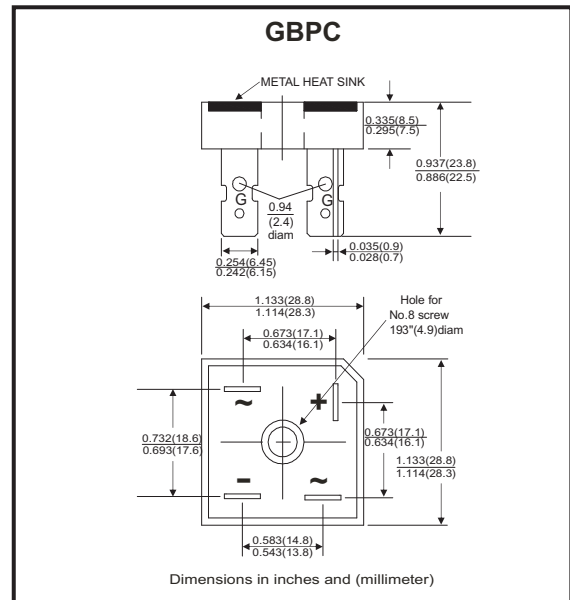 GBPC
METAL HEAT SINK
0.335(8.5)
0.295(7.5)
0.937(23.8)
0.886(22.5)
G
G
0.94
(2.4)
diam
0.254(6.45)
0.242(6.15)
0.035(0.9)
0.028(0.7)
1.133(28.8)
1.114(28.3)
Hole for
No.8 screw
193"(4.9)diam
0.673(17.1)
0.634(16.1)
~
+
0.732(18.6)
0.693(17.6)
0.673(17.1)
0.634(16.1)
1.133(28.8)
1.114(28.3)
-
~
0.583(14.8)
0.543(13.8)
Dimensions in inches and (millimeter)